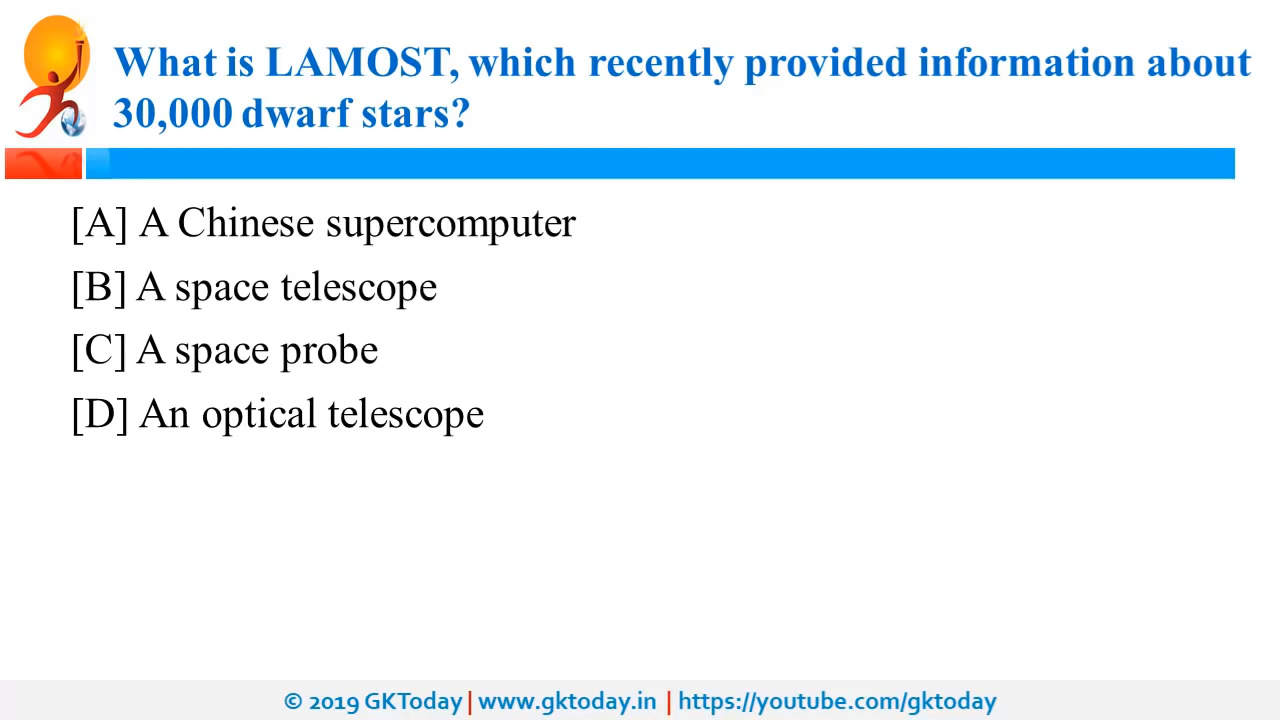 What is LAMOST, which recently provided information about
30,000 dwarf stars?
[A] A Chinese supercomputer
[B] A space telescope
[C] A space probe
[D] An optical telescope
© 2019 GKToday | www.gktoday.in | https://youtube.com/gktoday